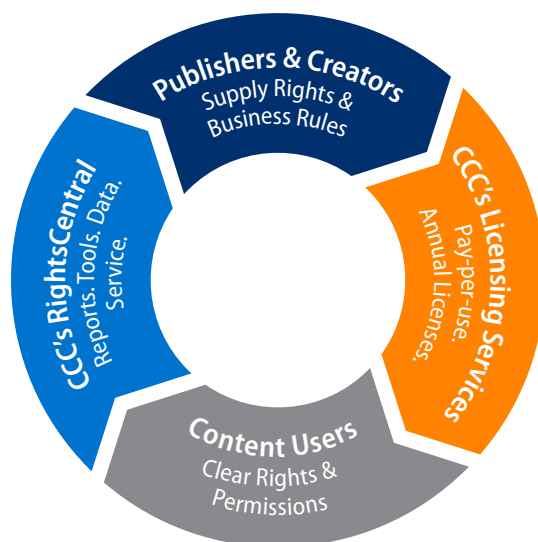 Publishers & Creators
Supply Rights &
Business Rules
CCC's Licensing Services
Pay-per-use.
Annual Licenses.
Content Users
Clear Rights &
Permissions
CCC's RightsCentral
Reports. Tools. Data.
Service.